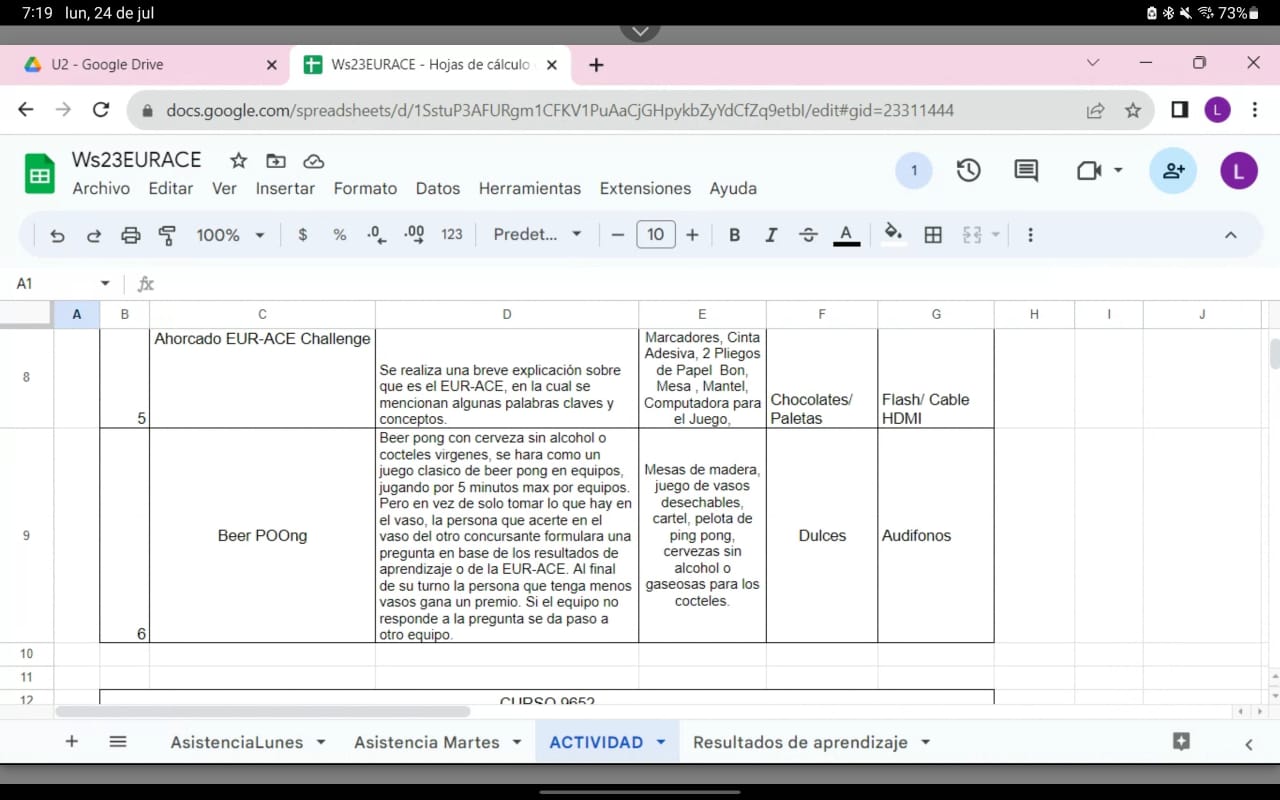 7:19 lun, 24 de jul
73%
U2 - Google Drive
Ws23EURACE - Hojas de cálculo
docs.google.com/spreadsheets/d/1SstuP3AFURgm1CFKV1PuAaCjGHpykbZyYdCfZq9etbI/edit#gid=23311444
L
Ws23EURACE
1
L
Archivo Editar Ver Insertar Formato Datos Herramientas Extensiones Ayuda
100% $ % .0 .00 123 Predet... − 10 + B I S A
A1 fx
A B C D E F G H I J
8
5
Ahorcado EUR-ACE Challenge
Se realiza una breve explicación sobre
que es el EUR-ACE, en la cual se
mencionan algunas palabras claves y
conceptos.
Marcadores, Cinta
Adesiva, 2 Pliegos
de Papel Bon,
Mesa , Mantel,
Computadora para
el Juego,
Chocolates/
Paletas
Flash/ Cable
HDMI
9
6
Beer POOng
Beer pong con cerveza sin alcohol o
cocteles virgenes, se hara como un
juego clasico de beer pong en equipos,
jugando por 5 minutos max por equipos.
Pero en vez de solo tomar lo que hay en
el vaso, la persona que acerte en el
vaso del otro concursante formulara una
pregunta en base de los resultados de
aprendizaje o de la EUR-ACE. Al final
de su turno la persona que tenga menos
vasos gana un premio. Si el equipo no
responde a la pregunta se da paso a
otro equipo.
Mesas de madera,
juego de vasos
desechables,
cartel, pelota de
ping pong,
cervezas sin
alcohol o
gaseosas para los
cocteles.
Dulces
Audifonos
10
11
12
CURSO 9652
AsistenciaLunes Asistencia Martes ACTIVIDAD Resultados de aprendizaje